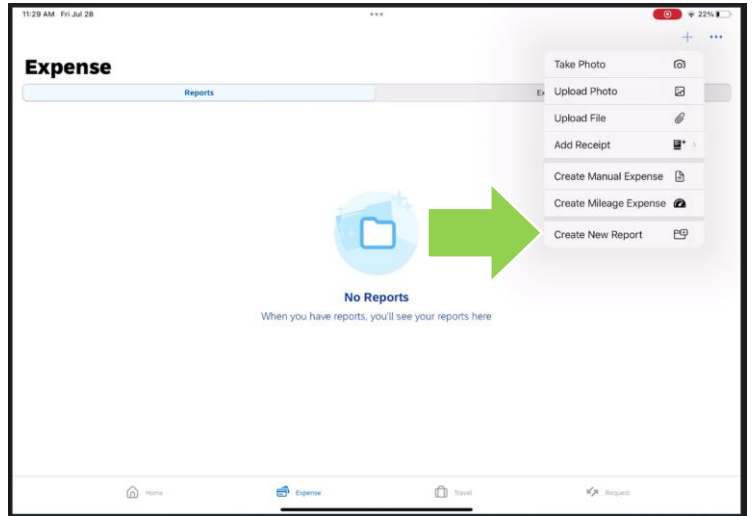 11:29 AM Fri Jul 28
22%
Expense
Reports
Take Photo
Upload Photo
Upload File
Add Receipt
Create Manual Expense
Create Mileage Expense
Create New Report
No Reports
When you have reports, you'll see your reports here
Home
Expense
Travel
Request